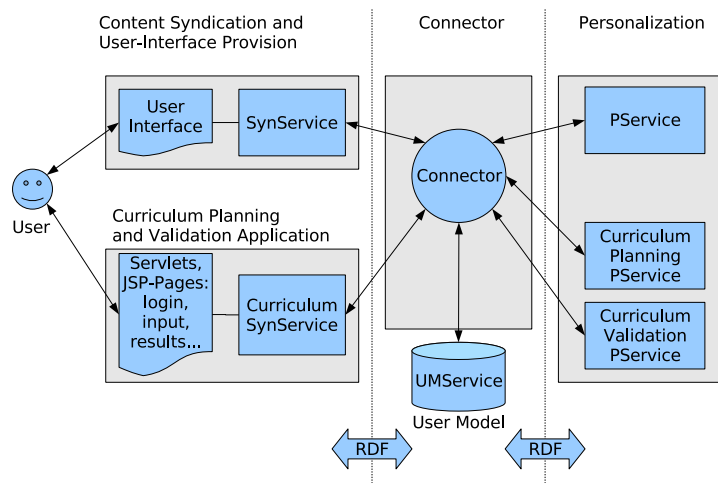 Content Syndication and
User-Interface Provision
Connector
Personalization
User
Interface
SynService
PService
Connector
User
Curriculum Planning
and Validation Application
Servlets,
JSP-Pages:
login,
input,
results...
Curriculum
SynService
Curriculum
Planning
PService
Curriculum
Validation
PService
UMService
User Model
RDF
RDF